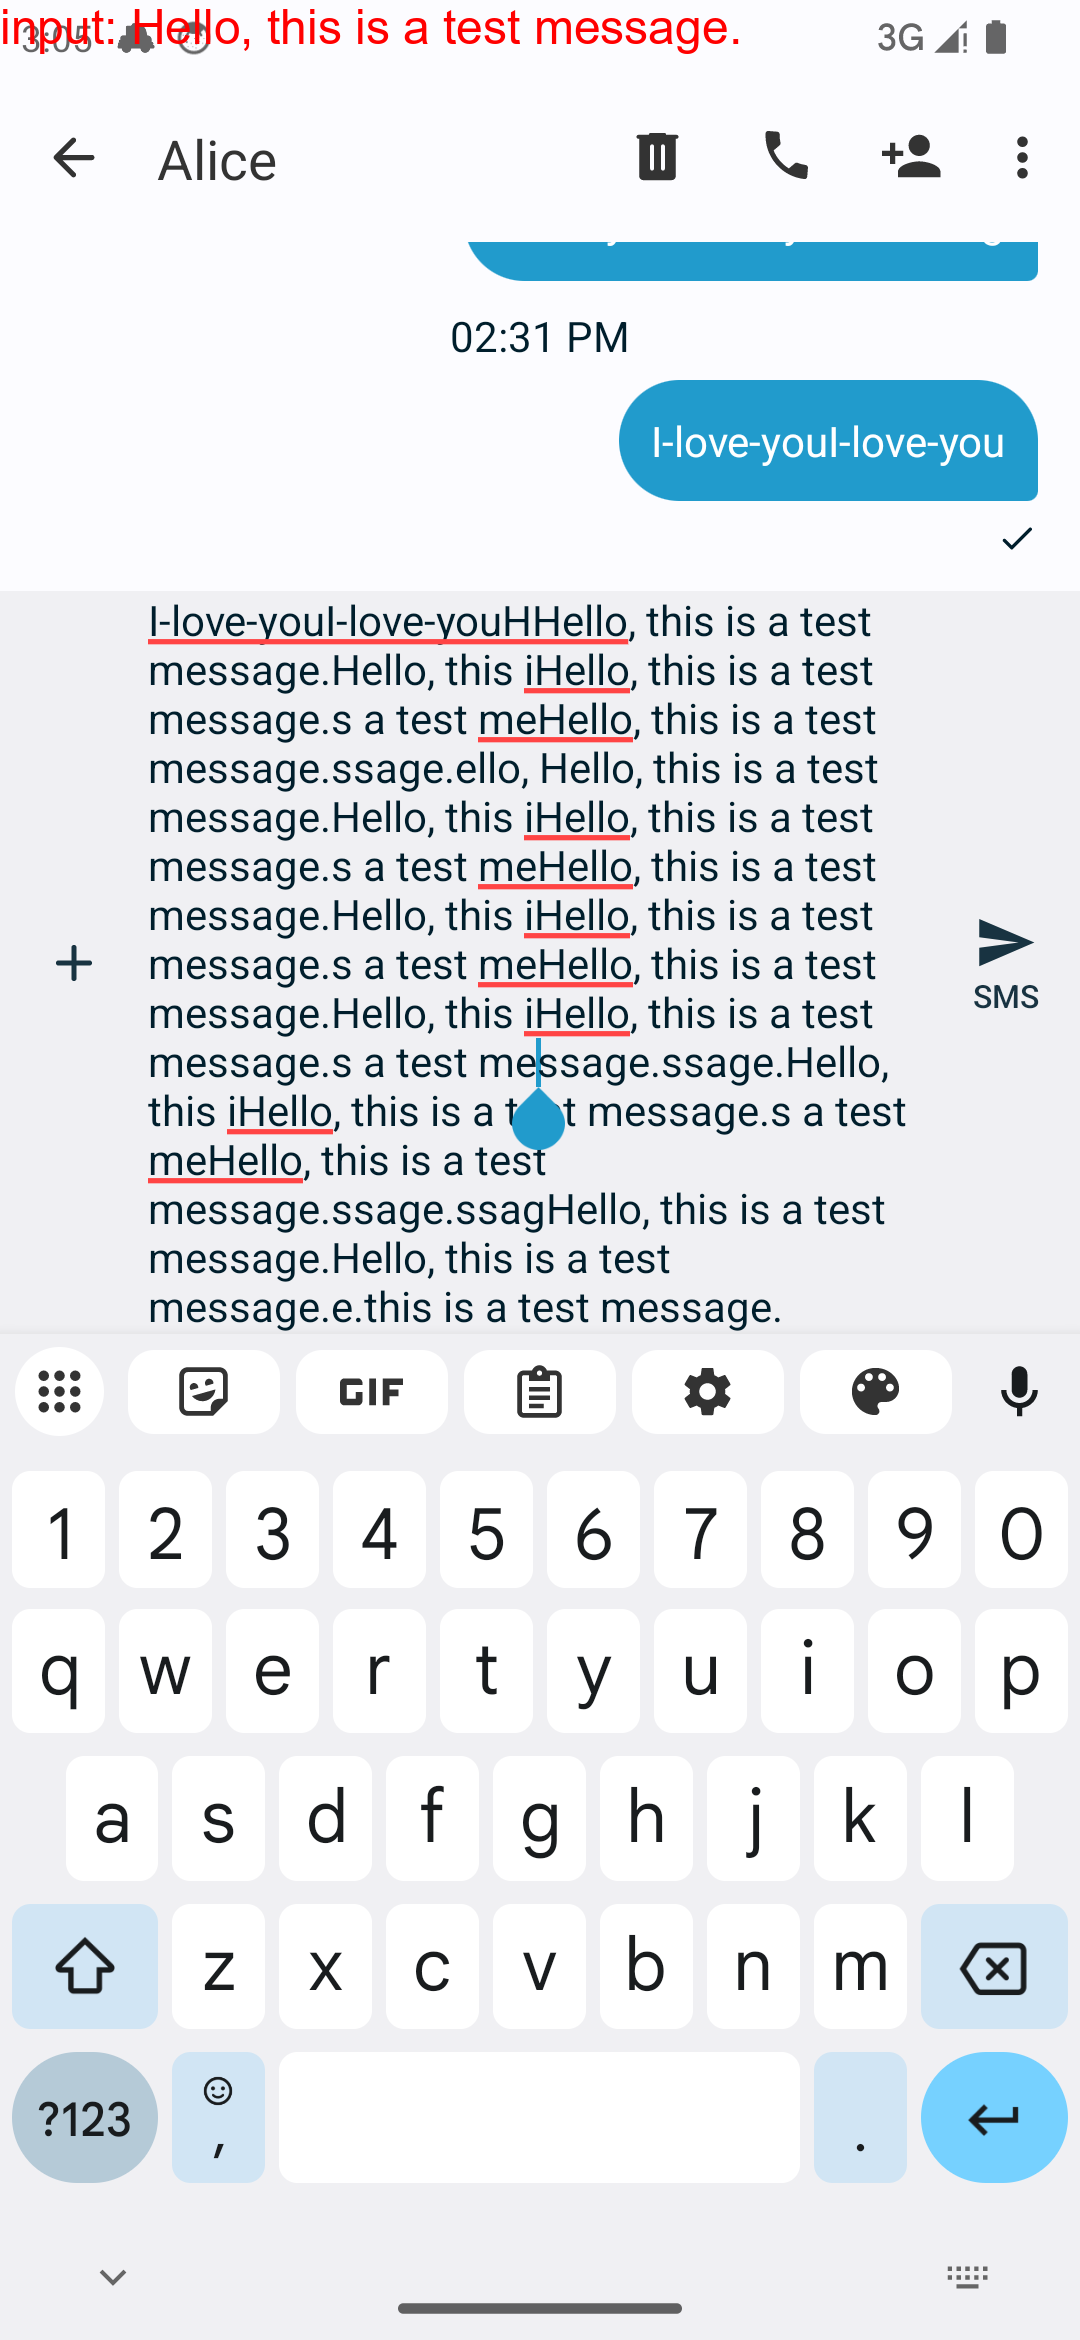 input: Hello, this is a test message.
3:05
3G
Alice
02:31 PM
I-love-youI-love-you
I-love-youI-love-youHHello, this is a test
message.Hello, this iHello, this is a test
message.s a test meHello, this is a test
message.ssage.ello, Hello, this is a test
message.Hello, this iHello, this is a test
message.s a test meHello, this is a test
message.Hello, this iHello, this is a test
message.s a test meHello, this is a test
message.Hello, this iHello, this is a test
message.s a test message.ssage.Hello,
this iHello, this is a test message.s a test
meHello, this is a test
message.ssage.ssagHello, this is a test
message.Hello, this is a test
message.e.this is a test message.
SMS
GIF
1 2 3 4 5 6 7 8 9 0
q w e r t y u i o p
a s d f g h j k l
z x c v b n m
?123 , .